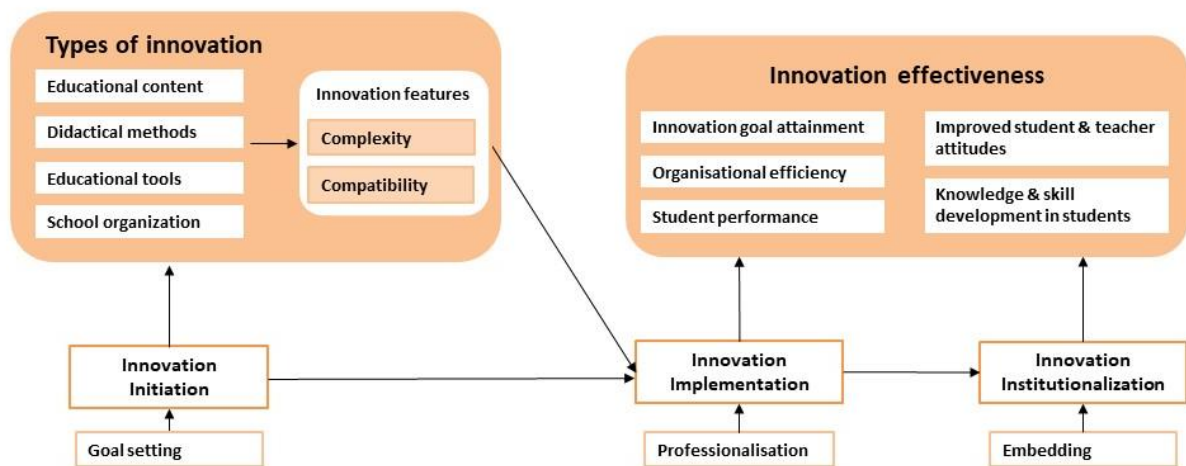 Types of innovation
Educational content
Didactical methods
Educational tools
School organization
Innovation features
Complexity
Compatibility
Innovation effectiveness
Innovation goal attainment
Organisational efficiency
Student performance
Improved student & teacher
attitudes
Knowledge & skill
development in students
Innovation
Initiation
Innovation
Implementation
Innovation
Institutionalization
Goal setting
Professionalisation
Embedding